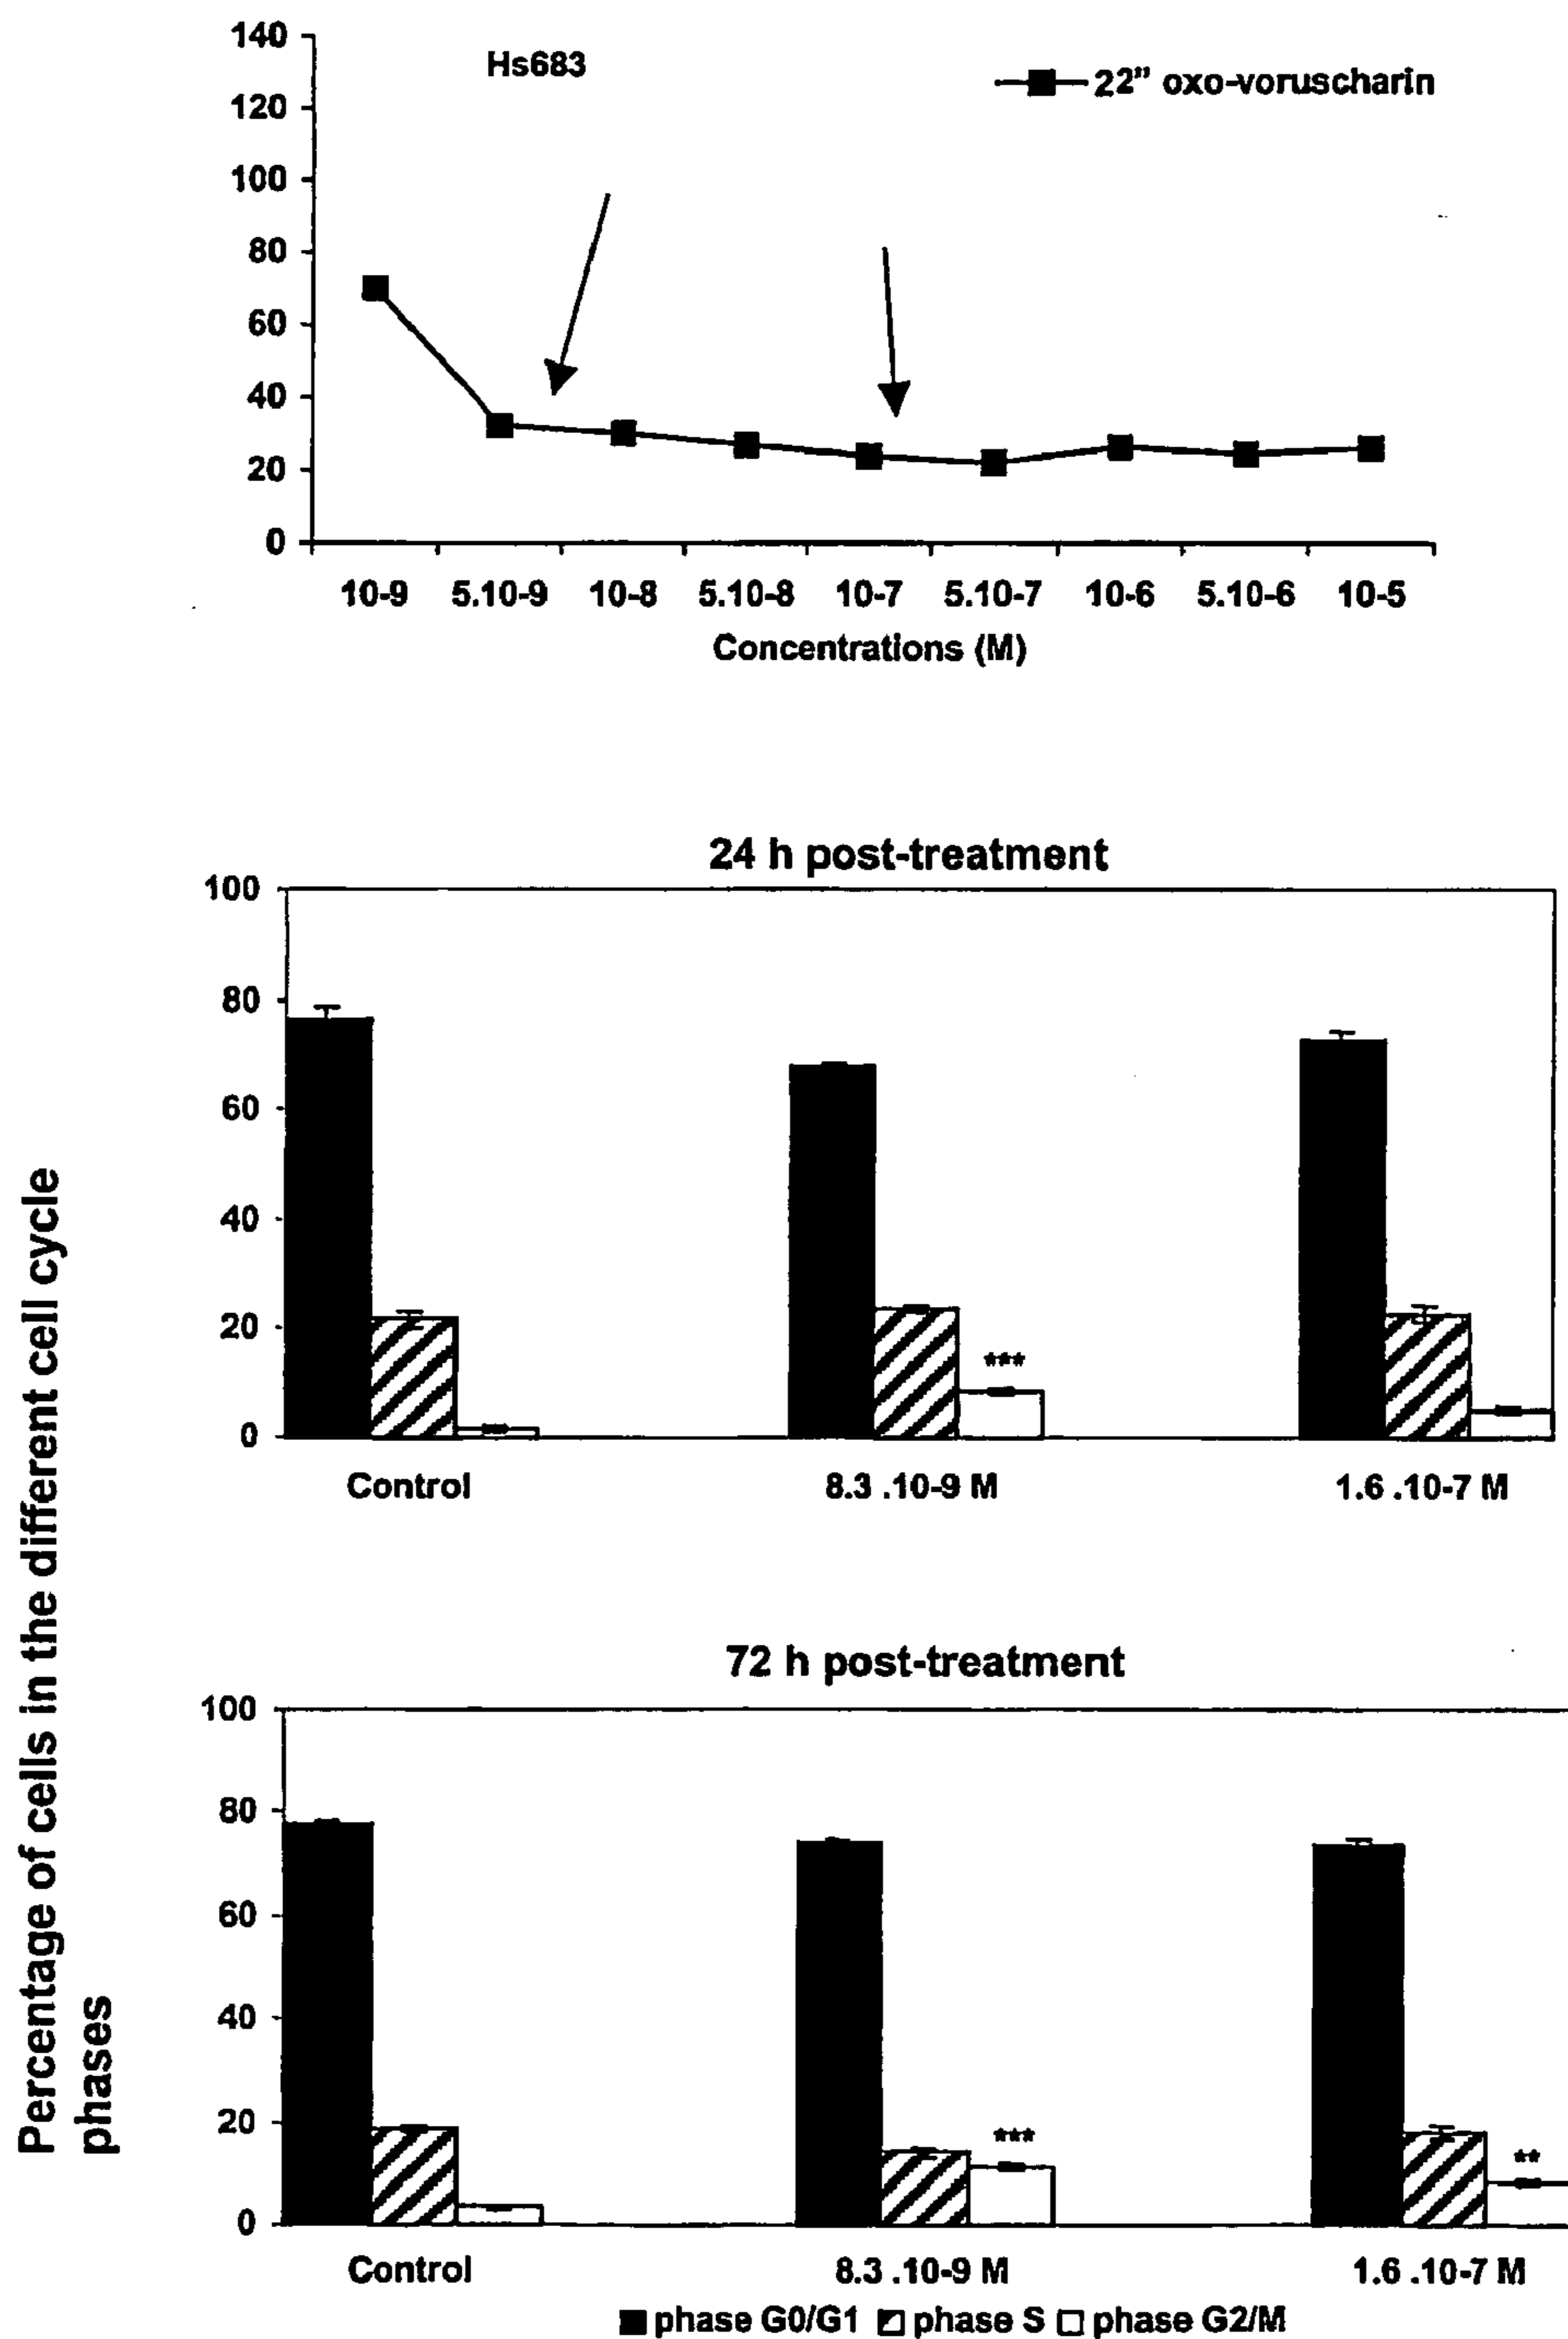 140
Hs683
22” oxo-voruscharin
120
100
80
60
40
20
0
10-9 5.10-9 10-8 5.10-8 10-7 5.10-7 10-6 5.10-6 10-5
Concentrations (M)
24 h post-treatment
100
80
60
40
20
0
***
Control 8.3 .10-9 M 1.6 .10-7 M
Percentage of cells in the different cell cycle
phases
72 h post-treatment
100
80
60
40
20
0
***
**
Control 8.3 .10-9 M 1.6 .10-7 M
phase G0/G1 phase S phase G2/M